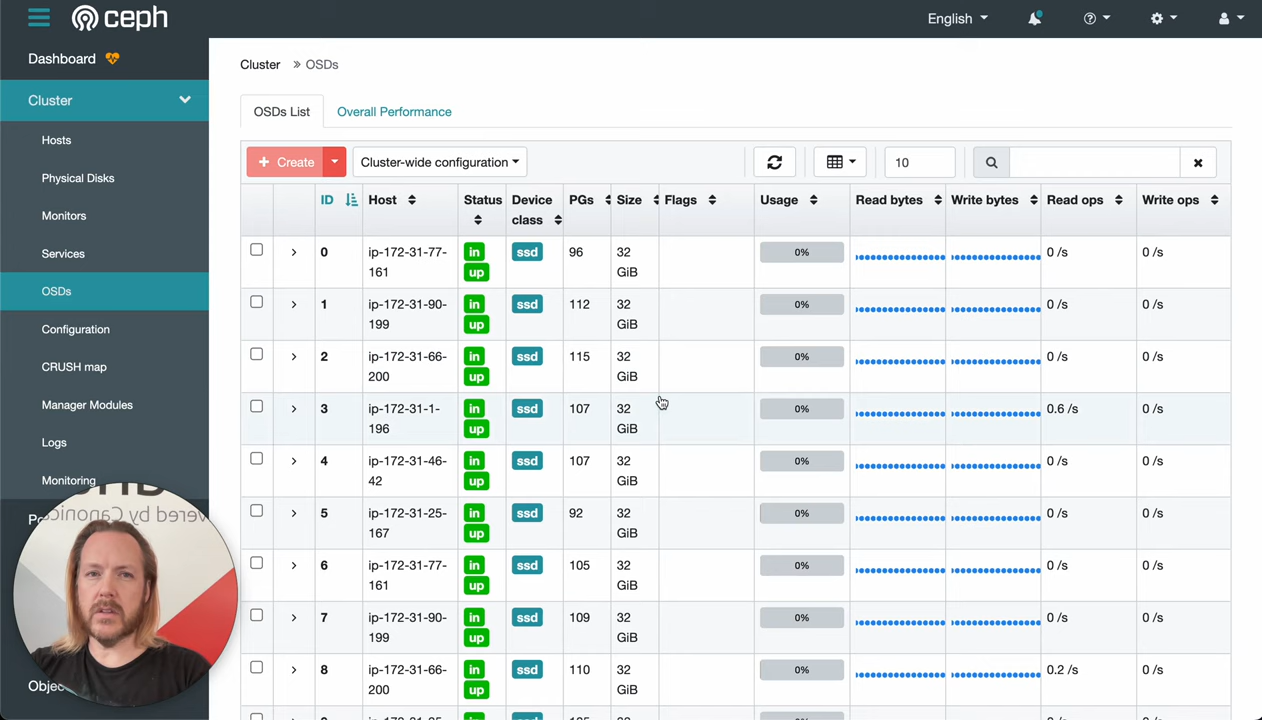 ceph
English
Dashboard
Cluster
Hosts
Physical Disks
Monitors
Services
OSDs
Configuration
CRUSH map
Manager Modules
Logs
Monitoring
vered by Canonic
Cluster » OSDs
OSDs List Overall Performance
+ Create Cluster-wide configuration 10
ID Host Status Device class PGs Size Flags Usage Read bytes Write bytes Read ops Write ops
0 ip-172-31-77-161 in up ssd 96 32 GiB 0% 0 /s 0 /s
1 ip-172-31-90-199 in up ssd 112 32 GiB 0% 0 /s 0 /s
2 ip-172-31-66-200 in up ssd 115 32 GiB 0% 0 /s 0 /s
3 ip-172-31-1-196 in up ssd 107 32 GiB 0% 0.6 /s 0 /s
4 ip-172-31-46-42 in up ssd 107 32 GiB 0% 0 /s 0 /s
5 ip-172-31-25-167 in up ssd 92 32 GiB 0% 0 /s 0 /s
6 ip-172-31-77-161 in up ssd 105 32 GiB 0% 0 /s 0 /s
7 ip-172-31-90-199 in up ssd 109 32 GiB 0% 0 /s 0 /s
8 ip-172-31-66-200 in up ssd 110 32 GiB 0% 0.2 /s 0 /s